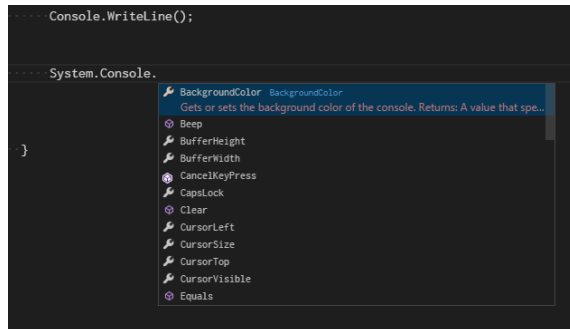 Console.WriteLine();
System.Console.
BackgroundColor BackgroundColor
Gets or sets the background color of the console. Returns: A value that spe...
Beep
BufferHeight
BufferWidth
CancelKeyPress
CapsLock
Clear
CursorLeft
CursorSize
CursorTop
CursorVisible
Equals
}